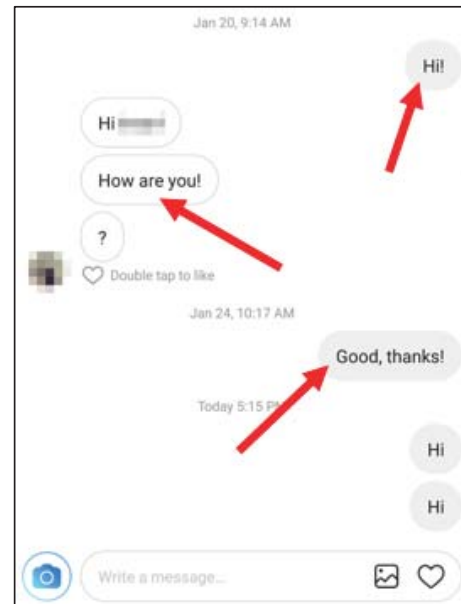 Jan 20, 9:14 AM
Hi!
Hi
How are you!
?
Double tap to like
Jan 24, 10:17 AM
Good, thanks!
Today 5:15 P
Hi
Hi
Write a message...